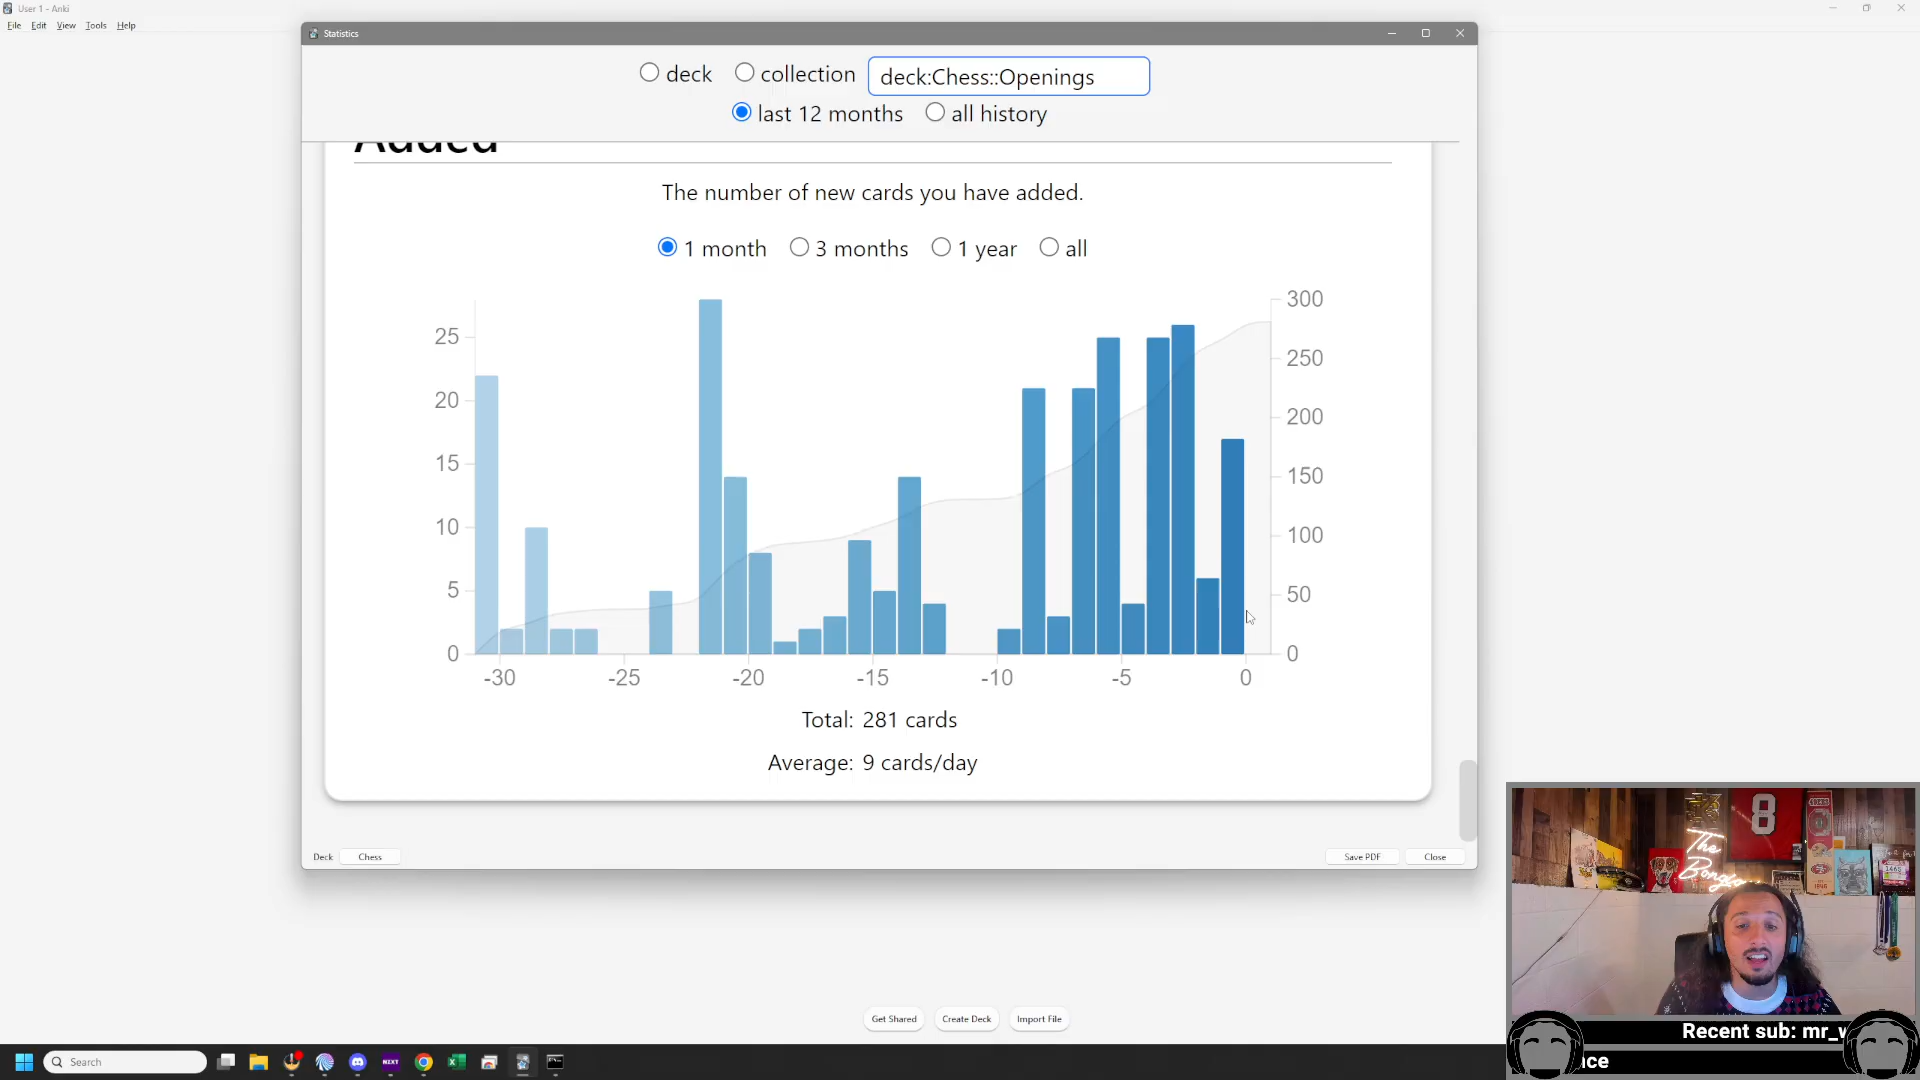 User 1 - Anki
File Edit View Tools Help
Statistics
deck collection deck:Chess::Openings
last 12 months all history
Added
The number of new cards you have added.
1 month 3 months 1 year all
300
25
250
20
200
15
150
10
100
5
50
0
0
-30 -25 -20 -15 -10 -5 0
Total: 281 cards
Average: 9 cards/day
Deck Chess
Save PDF Close
8
The
Get Shared Create Deck Import File
Recent sub: mr_
Search
NEXT